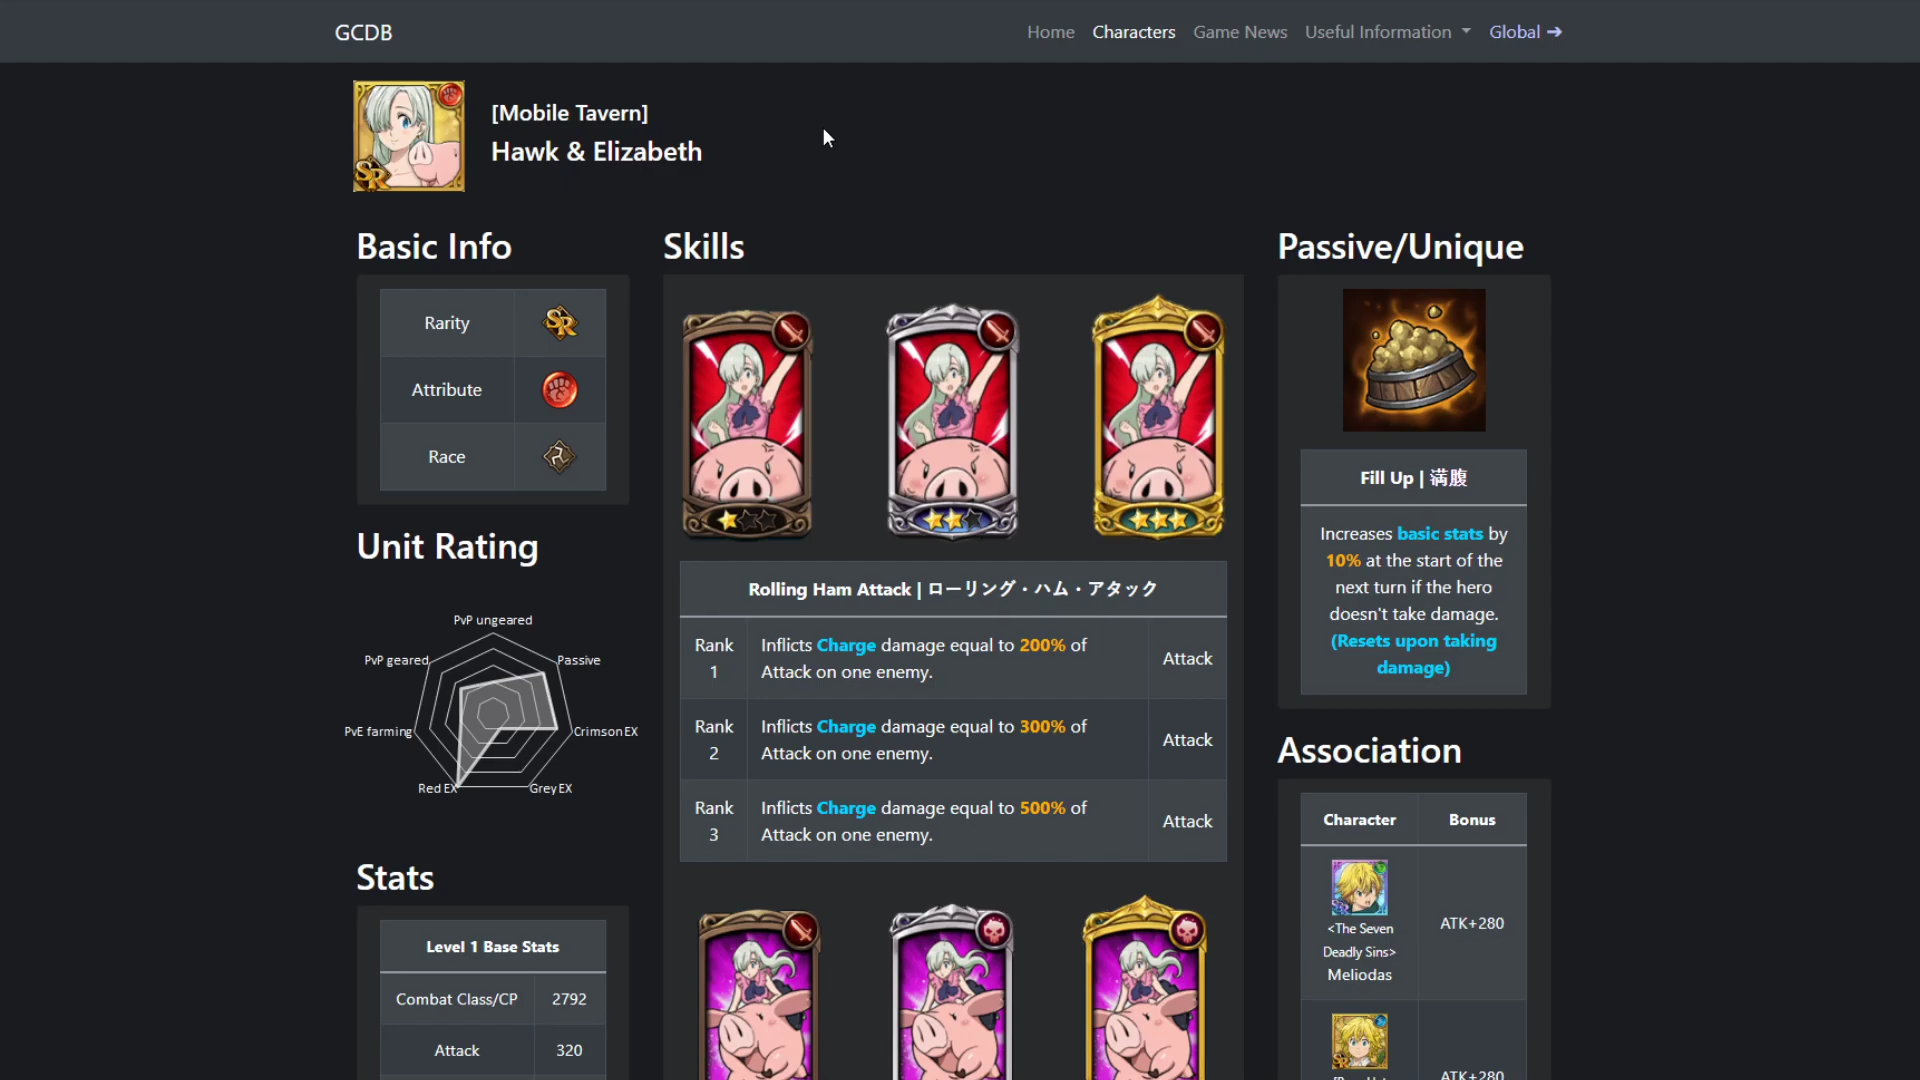 GCDB
Home Characters Game News Useful Information Global ➔
[Mobile Tavern]
Hawk & Elizabeth
SR
Basic Info
Rarity SR
Attribute
Race
Unit Rating
PvP ungeared
PvP geared
Passive
PvE farming
Crimson EX
Red EX
Grey EX
Stats
Level 1 Base Stats
Combat Class/CP 2792
Attack 320
Skills
Rolling Ham Attack | ローリング・ハム・アタック
Rank 1
Inflicts Charge damage equal to 200% of
Attack on one enemy.
Attack
Rank 2
Inflicts Charge damage equal to 300% of
Attack on one enemy.
Attack
Rank 3
Inflicts Charge damage equal to 500% of
Attack on one enemy.
Attack
Passive/Unique
Fill Up | 満腹
Increases basic stats by
10% at the start of the
next turn if the hero
doesn't take damage.
(Resets upon taking
damage)
Association
Character Bonus
<The Seven
Deadly Sins>
Meliodas
ATK+280
SR
ATK+280